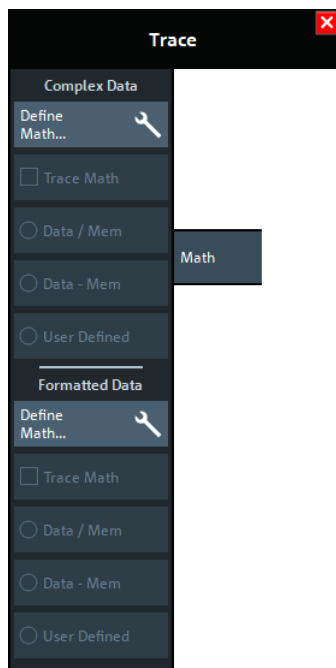 Trace
Complex Data
Define
Math...
Trace Math
Data / Mem
Data - Mem
User Defined
Math
Formatted Data
Define
Math...
Trace Math
Data / Mem
Data - Mem
User Defined